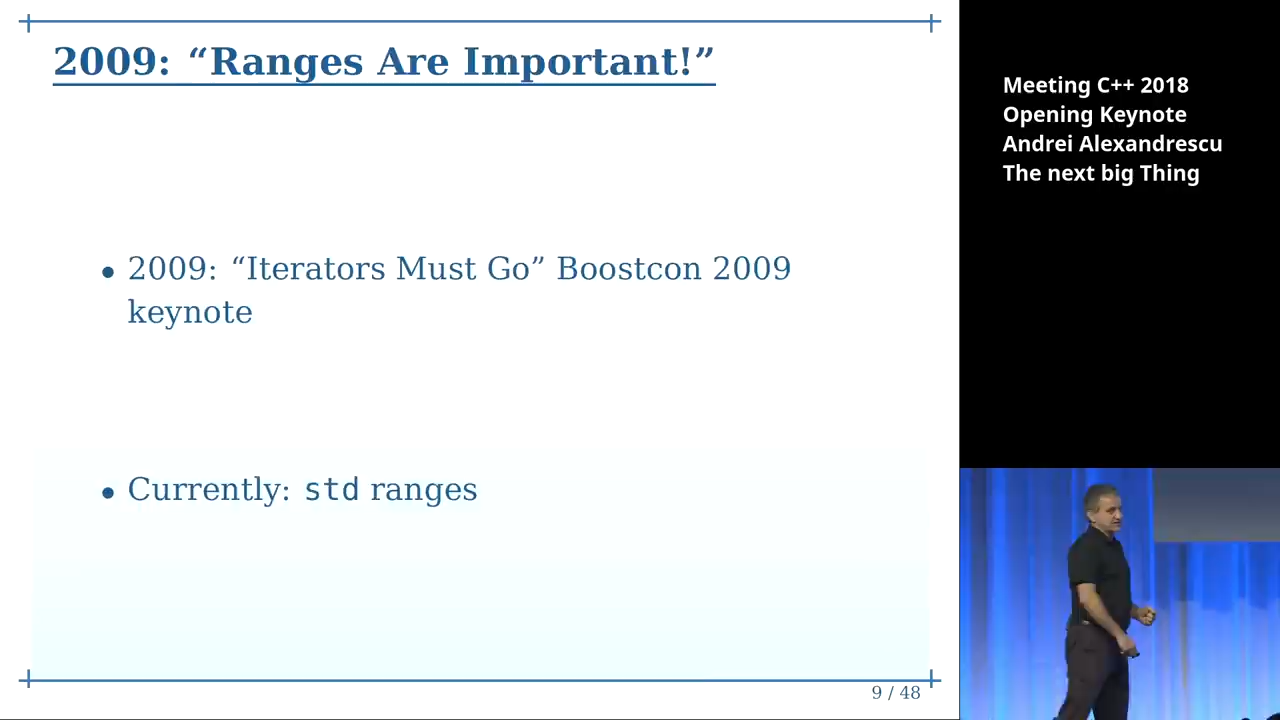 2009: “Ranges Are Important!”
• 2009: “Iterators Must Go” Boostcon 2009
keynote
• Currently: std ranges
9 / 48
Meeting C++ 2018
Opening Keynote
Andrei Alexandrescu
The next big Thing